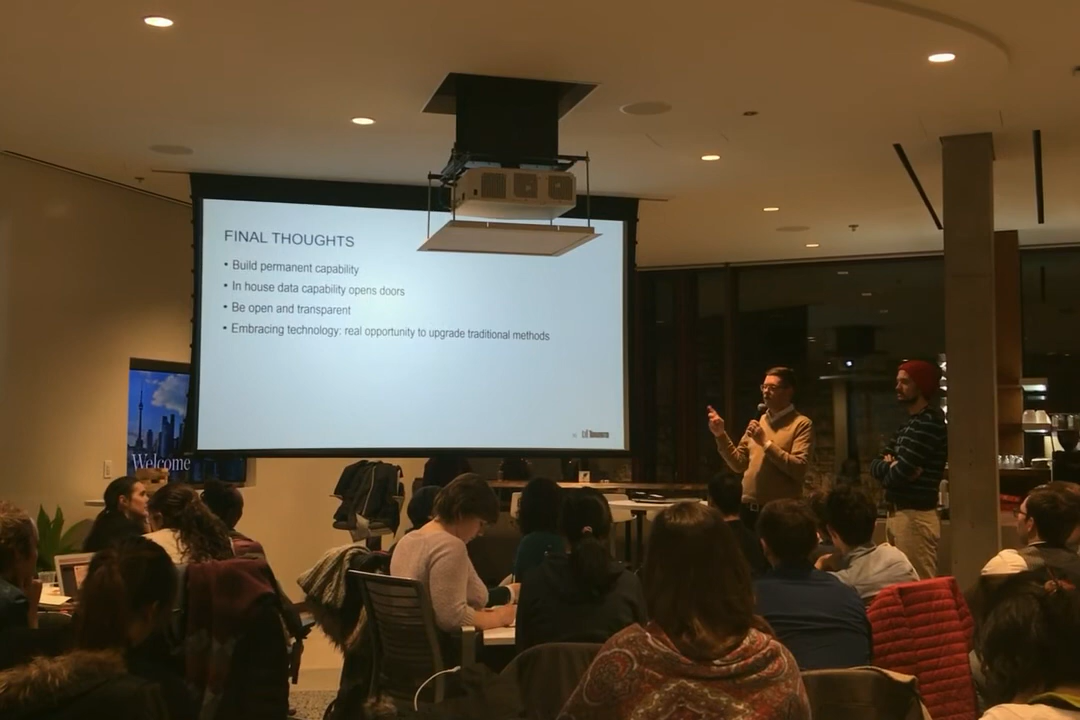 FINAL THOUGHTS
• Build permanent capability
• In house data capability opens doors
• Be open and transparent
• Embracing technology: real opportunity to upgrade traditional methods
Toronto
Welcome